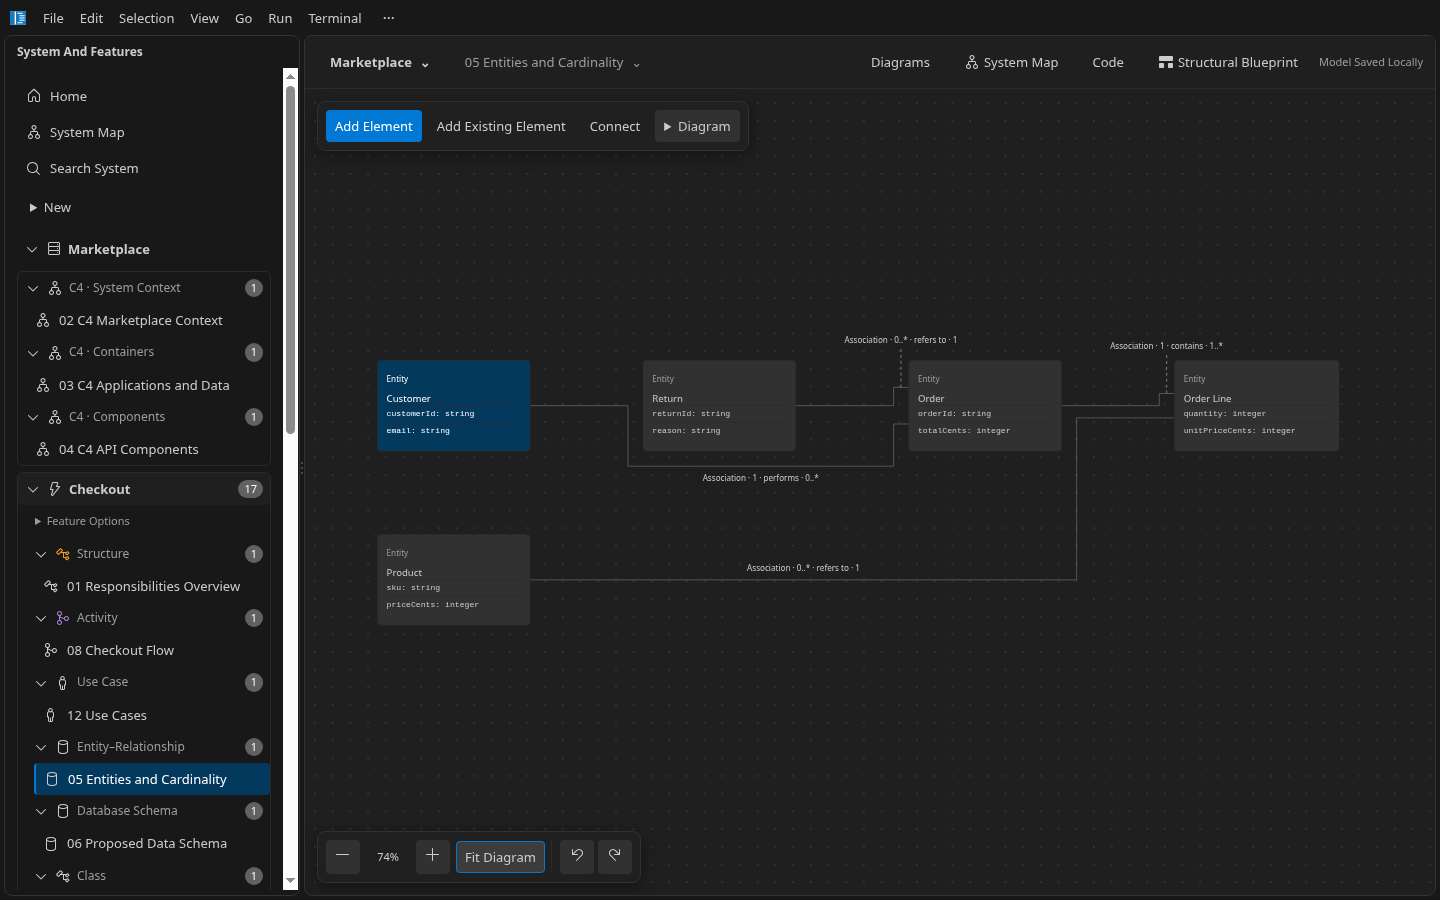 File Edit Selection View Go Run Terminal ···
System And Features
Home
System Map
Search System
New
Marketplace
C4 · System Context 1
02 C4 Marketplace Context
C4 · Containers 1
03 C4 Applications and Data
C4 · Components 1
04 C4 API Components
Checkout 17
Feature Options
Structure 1
01 Responsibilities Overview
Activity 1
08 Checkout Flow
Use Case 1
12 Use Cases
Entity–Relationship 1
05 Entities and Cardinality
Database Schema 1
06 Proposed Data Schema
Class 1
Marketplace 05 Entities and Cardinality Diagrams System Map Code Structural Blueprint Model Saved Locally
Add Element Add Existing Element Connect Diagram
Association · 0..* · refers to · 1
Association · 1 · contains · 1..*
Entity
Customer
customerId: string
email: string
Entity
Return
returnId: string
reason: string
Entity
Order
orderId: string
totalCents: integer
Entity
Order Line
quantity: integer
unitPriceCents: integer
Association · 1 · performs · 0..*
Entity
Product
sku: string
priceCents: integer
Association · 0..* · refers to · 1
74% Fit Diagram